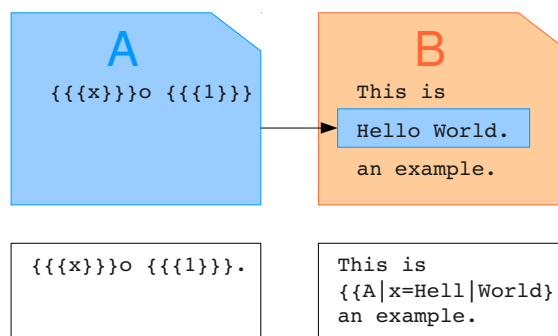 A
{{{x}}}o {{{1}}}
B
This is
Hello World.
an example.
{{{x}}}o {{{1}}}.
This is
{{A|x=Hell|World}
an example.